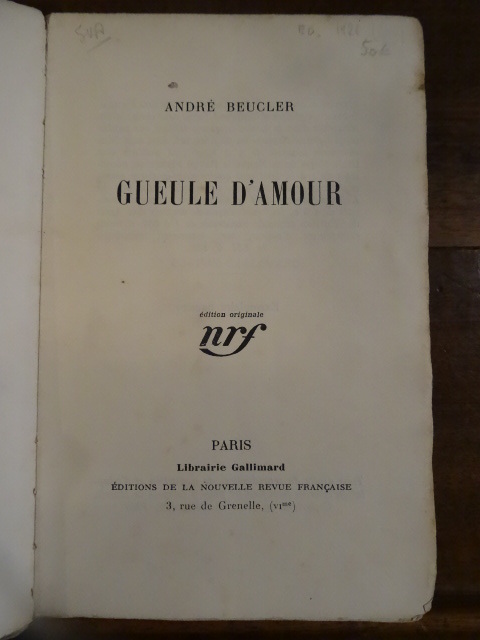 50€
ANDRÉ BEUCLER
GUEULE D'AMOUR
édition originale
nrf
PARIS
Librairie Gallimard
ÉDITIONS DE LA NOUVELLE REVUE FRANÇAISE
3, rue de Grenelle, (VIme)